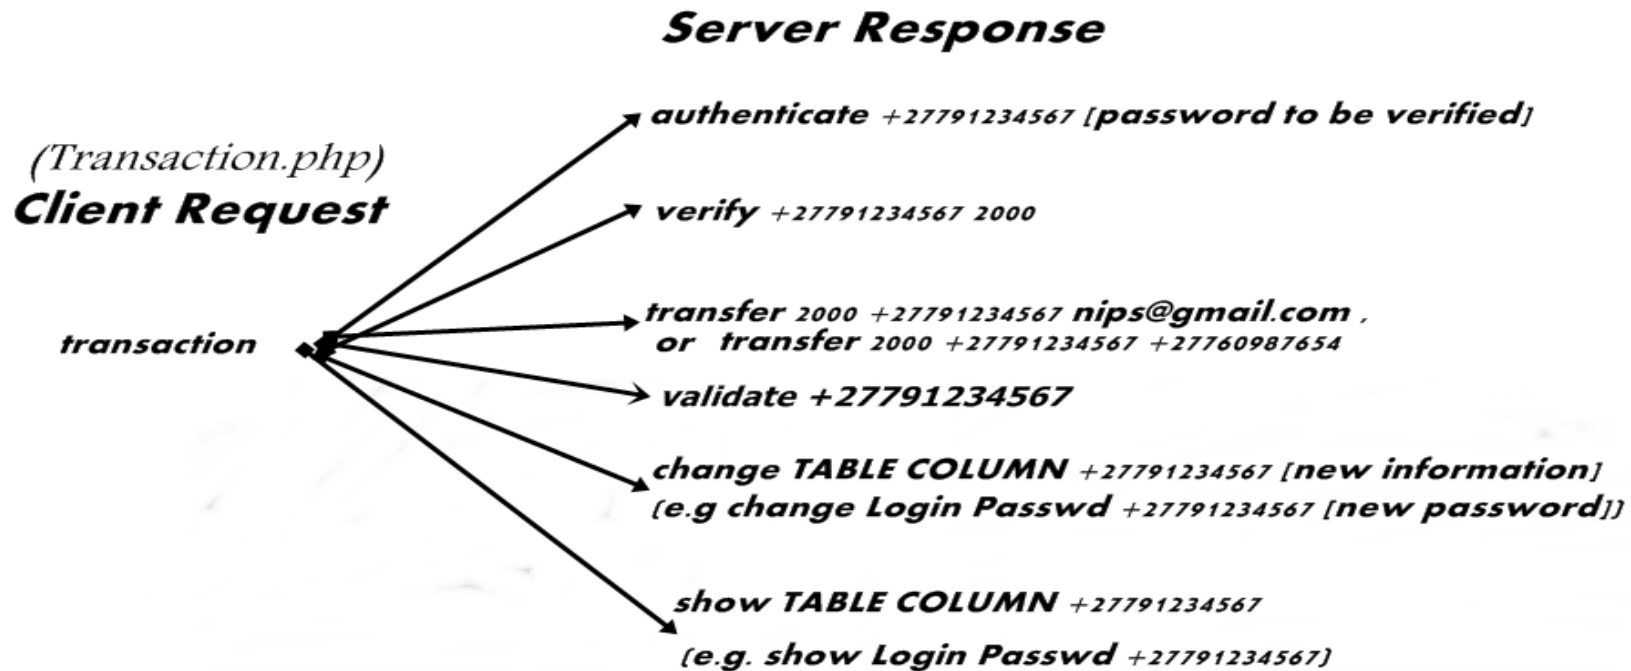 Server Response
authenticate +27791234567 [password to be verified]
(Transaction.php)
Client Request
verify +27791234567 2000
transfer 2000 +27791234567 nips@gmail.com ,
or transfer 2000 +27791234567 +27760987654
transaction
validate +27791234567
change TABLE COLUMN +27791234567 [new information]
(e.g change Login Passwd +27791234567 [new password])
show TABLE COLUMN +27791234567
(e.g. show Login Passwd +27791234567)